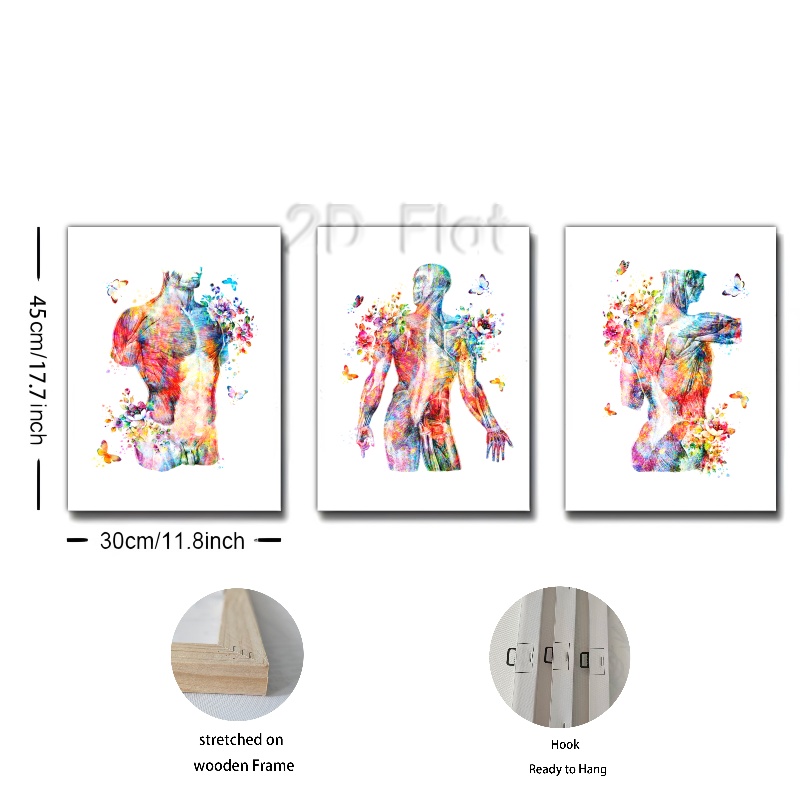 2D Flat
45cm/17.7inch
30cm/11.8inch
stretched on
wooden Frame
Hook
Ready to Hang